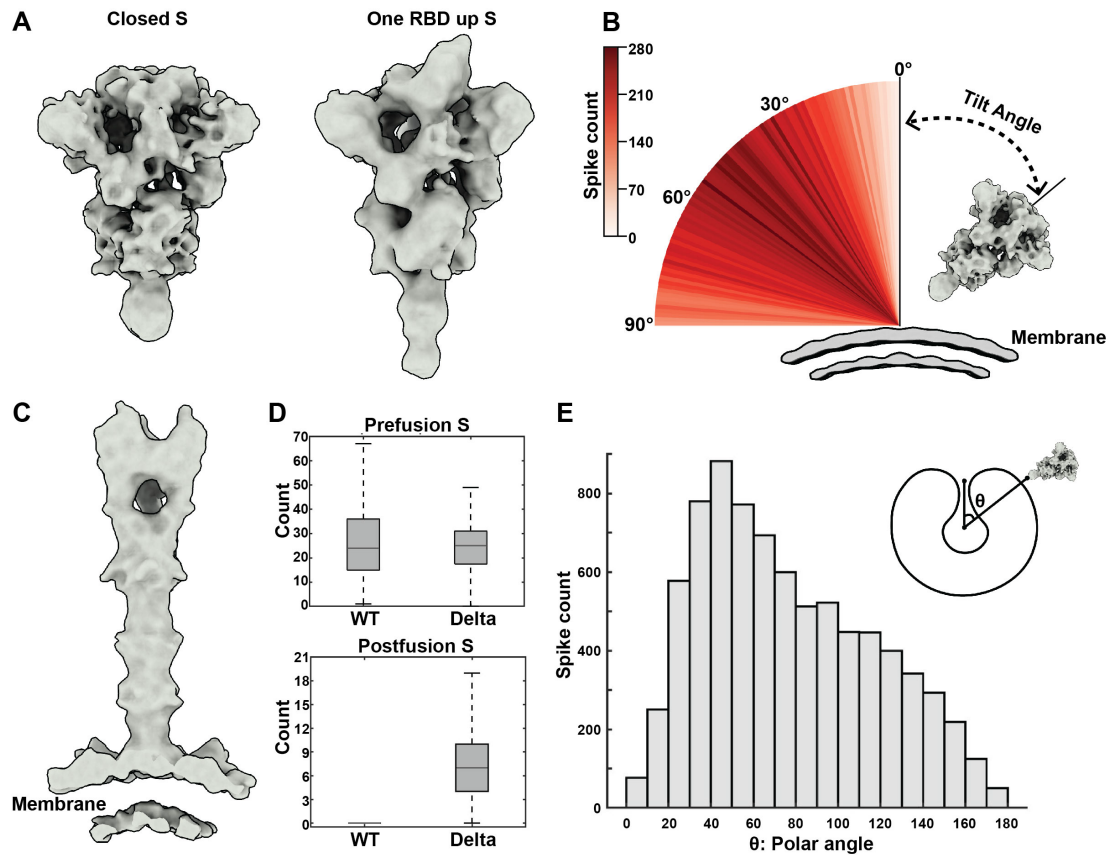 A
Closed S
One RBD up S
B
280
210
140
70
0
Spike count
0°
30°
60°
90°
Tilt Angle
Membrane
C
Membrane
D
Prefusion S
70
60
50
40
30
20
10
0
Count
WT
Delta
Postfusion S
21
18
15
12
9
6
3
0
Count
WT
Delta
E
800
600
400
200
0
Spike count
θ
0 20 40 60 80 100 120 140 160 180
θ: Polar angle